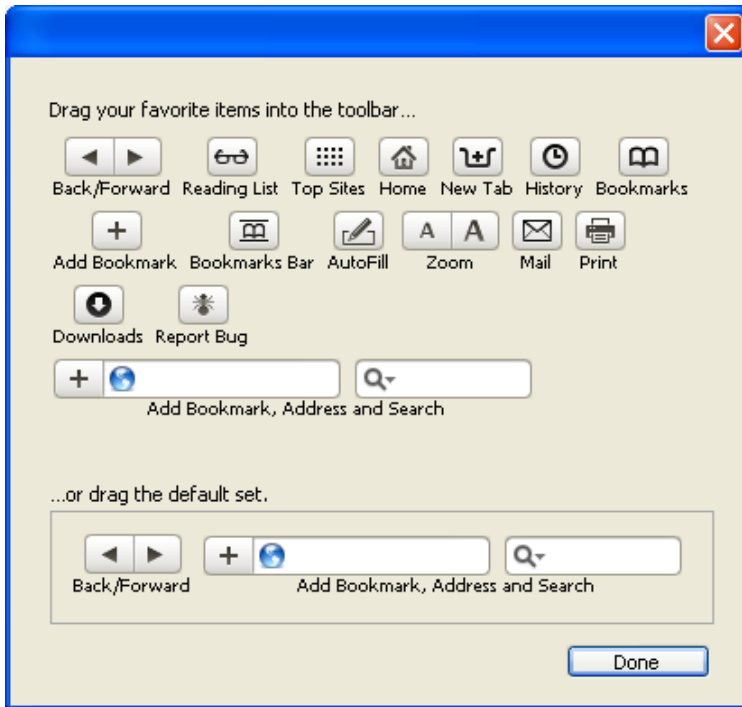 Drag your favorite items into the toolbar...
Back/Forward Reading List Top Sites Home New Tab History Bookmarks
A A
Add Bookmark Bookmarks Bar AutoFill Zoom Mail Print
Downloads Report Bug
Add Bookmark, Address and Search
...or drag the default set.
Back/Forward Add Bookmark, Address and Search
Done